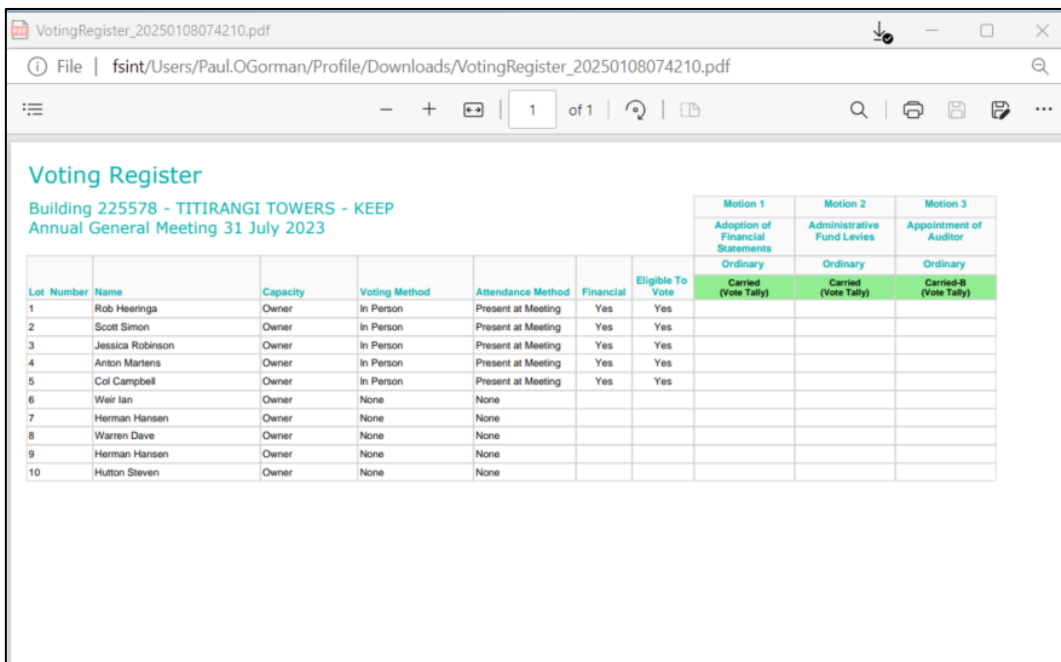 VotingRegister_20250108074210.pdf
File | fsint/Users/Paul.OGorman/Profile/Downloads/VotingRegister_20250108074210.pdf
1 of 1
Voting Register
Building 225578 - TITIRANGI TOWERS - KEEP
Annual General Meeting 31 July 2023
Motion 1 Motion 2 Motion 3
Adoption of Financial Statements Administrative Fund Levies Appointment of Auditor
Ordinary Ordinary Ordinary
Lot Number Name Capacity Voting Method Attendance Method Financial Eligible To Vote Carried (Vote Tally) Carried (Vote Tally) Carried-B (Vote Tally)
1 Rob Heeringa Owner In Person Present at Meeting Yes Yes
2 Scott Simon Owner In Person Present at Meeting Yes Yes
3 Jessica Robinson Owner In Person Present at Meeting Yes Yes
4 Anton Martens Owner In Person Present at Meeting Yes Yes
5 Col Campbell Owner In Person Present at Meeting Yes Yes
6 Weir Ian Owner None None
7 Herman Hansen Owner None None
8 Warren Dave Owner None None
9 Herman Hansen Owner None None
10 Hutton Steven Owner None None